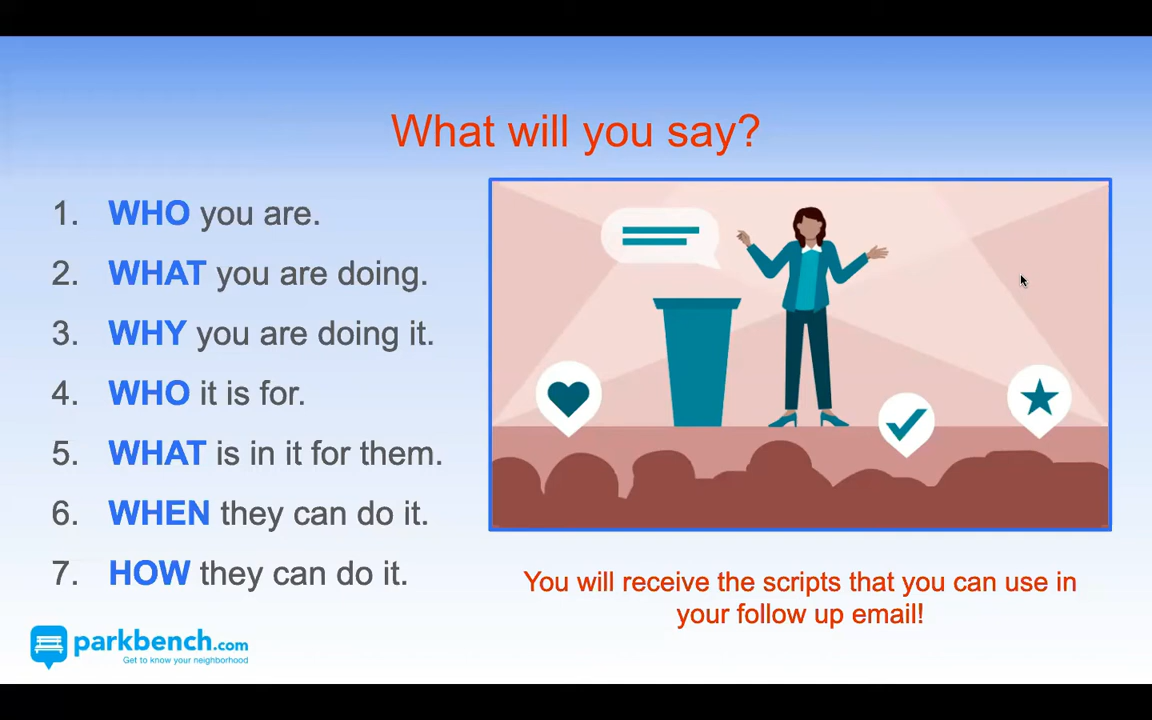 What will you say?
1. WHO you are.
2. WHAT you are doing.
3. WHY you are doing it.
4. WHO it is for.
5. WHAT is in it for them.
6. WHEN they can do it.
7. HOW they can do it.
You will receive the scripts that you can use in
your follow up email!
parkbench.com
Get to know your neighborhood